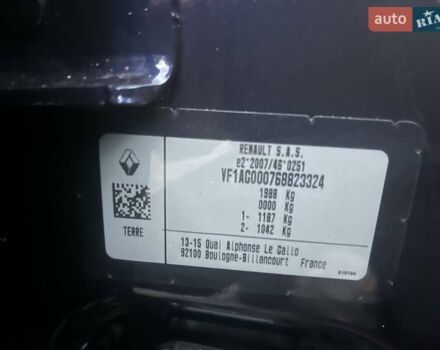 auto RIA
RENAULT S.A.S.
e2*2007/46*0251
VF1AG000768823324
1988 Kg
0000 Kg
1- 1187 Kg
2- 1042 Kg
TERRE
13-15 Quai Alphonse Le Gallo
92100 Boulogne-Billancourt France